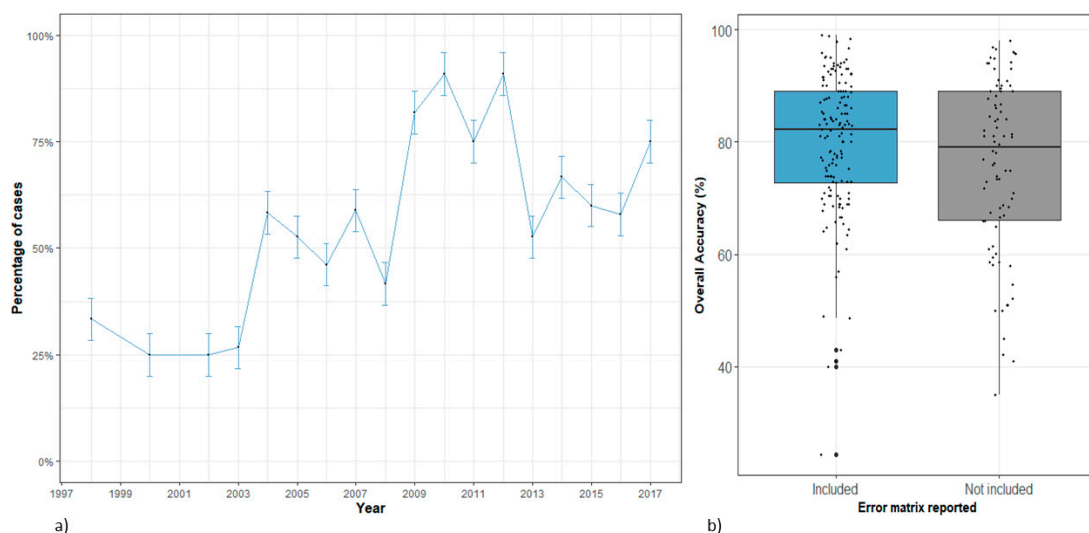 100%
75%
50%
25%
0%
Percentage of cases
1997 1999 2001 2003 2005 2007 2009 2011 2013 2015 2017
Year
a)
100
80
60
40
Overall Accuracy (%)
Included Not included
Error matrix reported
b)